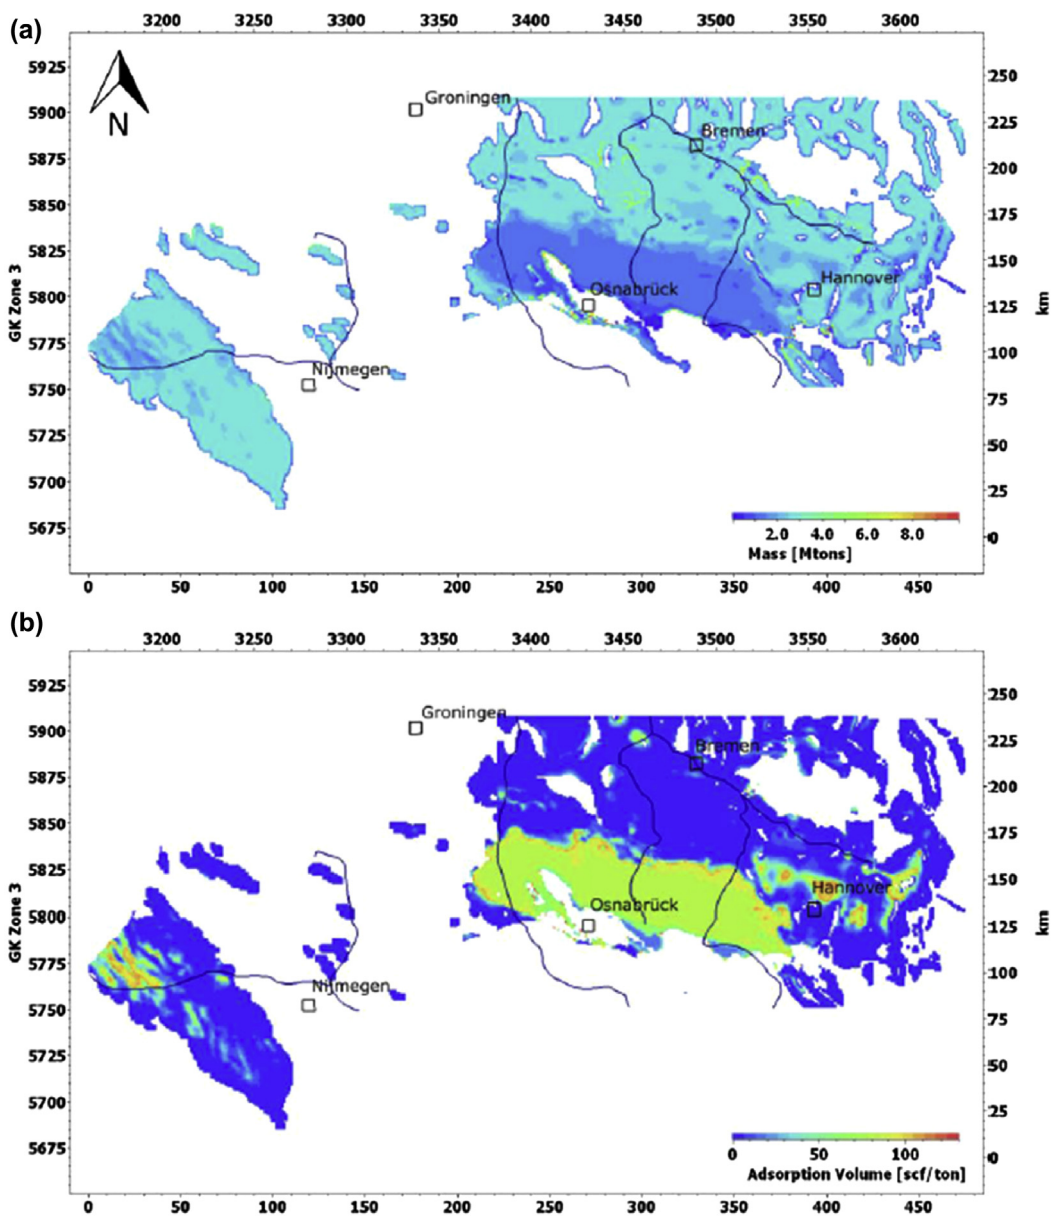 (a)
3200 3250 3300 3350 3400 3450 3500 3550 3600
5925
5900
5875
5850
5825
5800
5775
5750
5725
5700
5675
GK Zone 3
N
Groningen
Bremen
Hannover
Osnabrück
Nijmegen
250
225
200
175
150
125
100
75
50
25
0
km
2.0 4.0 6.0 8.0
Mass [Mtons]
0 50 100 150 200 250 300 350 400 450
(b)
3200 3250 3300 3350 3400 3450 3500 3550 3600
5925
5900
5875
5850
5825
5800
5770
5750
5725
5700
5675
GK Zone 3
Groningen
Bremen
Hannover
Osnabrück
Nijmegen
250
225
200
175
150
125
100
75
50
25
0
km
0 50 100
Adsorption Volume [scf/ton]
0 50 100 150 200 250 300 350 400 450